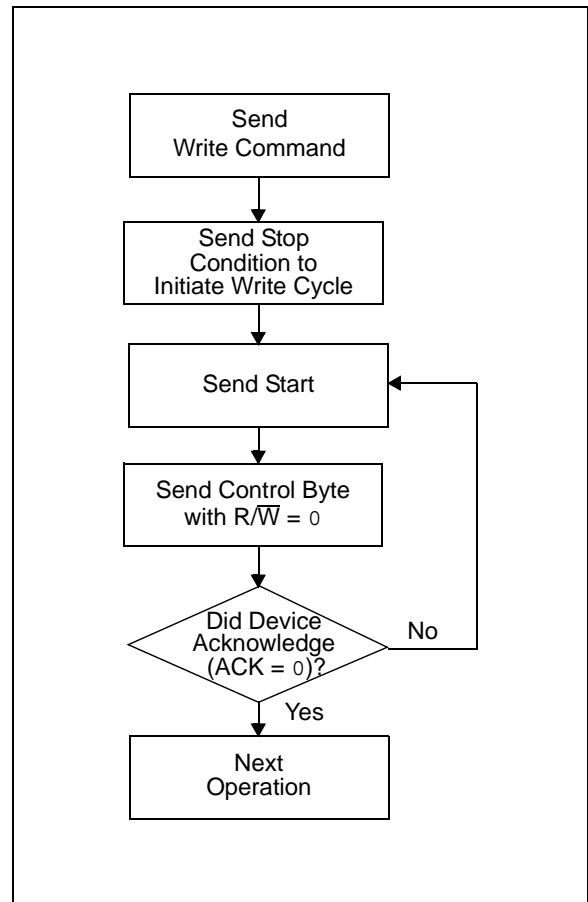 Send
Write Command
Send Stop
Condition to
Initiate Write Cycle
Send Start
Send Control Byte
with R/W̅ = 0
Did Device
Acknowledge
(ACK = 0)?
No
Yes
Next
Operation